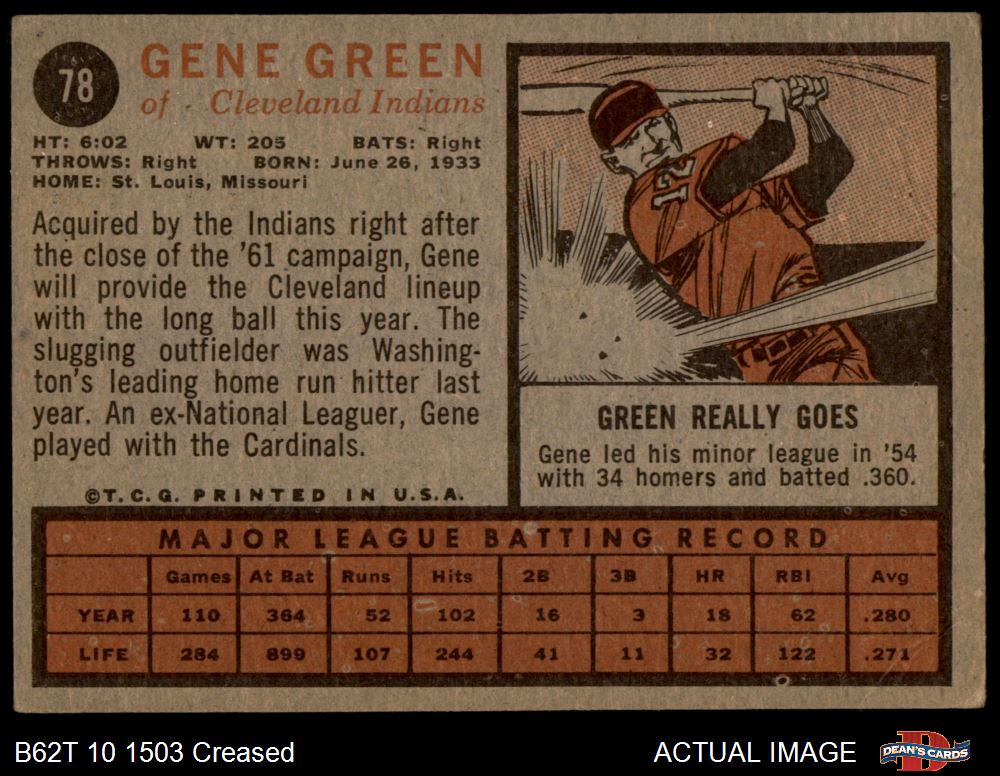 78
GENE GREEN
of Cleveland Indians
HT: 6:02 WT: 205 BATS: Right
THROWS: Right BORN: June 26, 1933
HOME: St. Louis, Missouri
Acquired by the Indians right after
the close of the '61 campaign, Gene
will provide the Cleveland lineup
with the long ball this year. The
slugging outfielder was Washing-
ton's leading home run hitter last
year. An ex-National Leaguer, Gene
played with the Cardinals.
©T.C.G. PRINTED IN U.S.A.
12
GREEN REALLY GOES
Gene led his minor league in '54
with 34 homers and batted .360.
MAJOR LEAGUE BATTING RECORD
Games At Bat Runs Hits 2B 3B HR RBI Avg
YEAR 110 364 52 102 16 3 18 62 .280
LIFE 284 899 107 244 41 11 32 122 .271
B62T 10 1503 Creased
ACTUAL IMAGE
D
DEAN'S CARDS